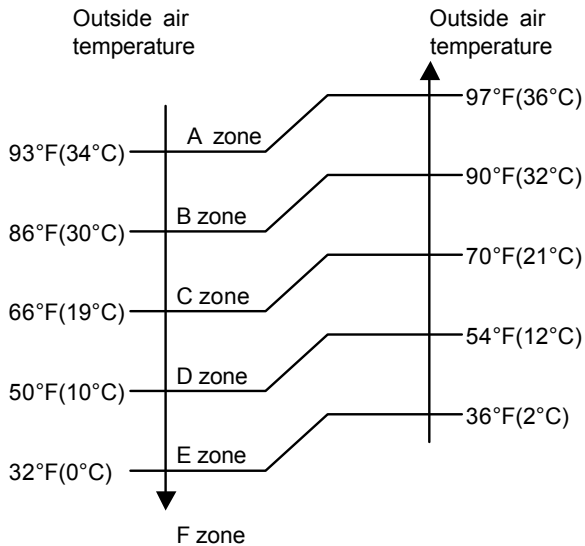 Outside air
temperature
Outside air
temperature
97°F(36°C)
A zone
93°F(34°C)
90°F(32°C)
B zone
86°F(30°C)
70°F(21°C)
C zone
66°F(19°C)
54°F(12°C)
D zone
50°F(10°C)
36°F(2°C)
E zone
32°F(0°C)
F zone